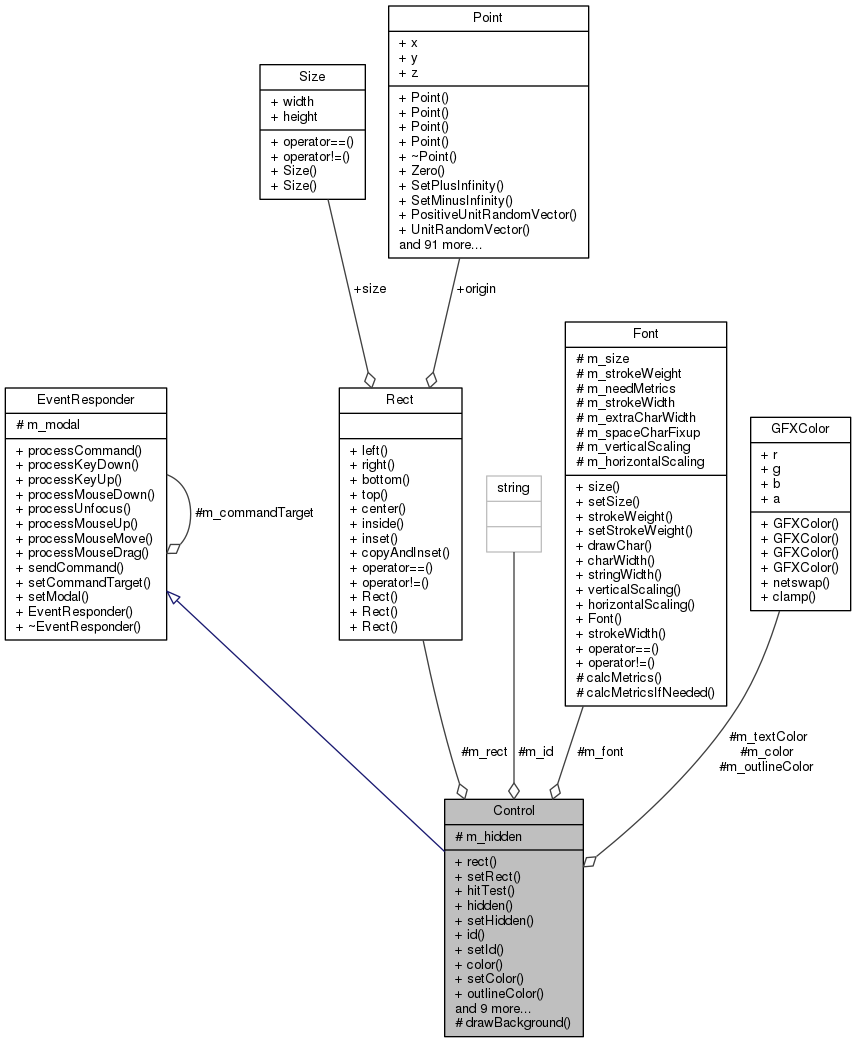 Point
+ x
+ y
+ z
+ Point()
+ Point()
+ Point()
+ Point()
+ ~Point()
+ Zero()
+ SetPlusInfinity()
+ SetMinusInfinity()
+ PositiveUnitRandomVector()
+ UnitRandomVector()
and 91 more...
Size
+ width
+ height
+ operator==()
+ operator!=()
+ Size()
+ Size()
+size
+origin
EventResponder
# m_modal
+ processCommand()
+ processKeyDown()
+ processKeyUp()
+ processMouseDown()
+ processUnfocus()
+ processMouseUp()
+ processMouseMove()
+ processMouseDrag()
+ sendCommand()
+ setCommandTarget()
+ setModal()
+ EventResponder()
+ ~EventResponder()
#m_commandTarget
Rect
+ left()
+ right()
+ bottom()
+ top()
+ center()
+ inside()
+ inset()
+ copyAndInset()
+ operator==()
+ operator!=()
+ Rect()
+ Rect()
+ Rect()
string
Font
# m_size
# m_strokeWeight
# m_needMetrics
# m_strokeWidth
# m_extraCharWidth
# m_spaceCharFixup
# m_verticalScaling
# m_horizontalScaling
+ size()
+ setSize()
+ strokeWeight()
+ setStrokeWeight()
+ drawChar()
+ charWidth()
+ stringWidth()
+ verticalScaling()
+ horizontalScaling()
+ Font()
+ strokeWidth()
+ operator==()
+ operator!=()
# calcMetrics()
# calcMetricsIfNeeded()
GFXColor
+ r
+ g
+ b
+ a
+ GFXColor()
+ GFXColor()
+ GFXColor()
+ GFXColor()
+ netswap()
+ clamp()
#m_rect
#m_id
#m_font
#m_textColor
#m_color
#m_outlineColor
Control
# m_hidden
+ rect()
+ setRect()
+ hitTest()
+ hidden()
+ setHidden()
+ id()
+ setId()
+ color()
+ setColor()
+ outlineColor()
and 9 more...
# drawBackground()